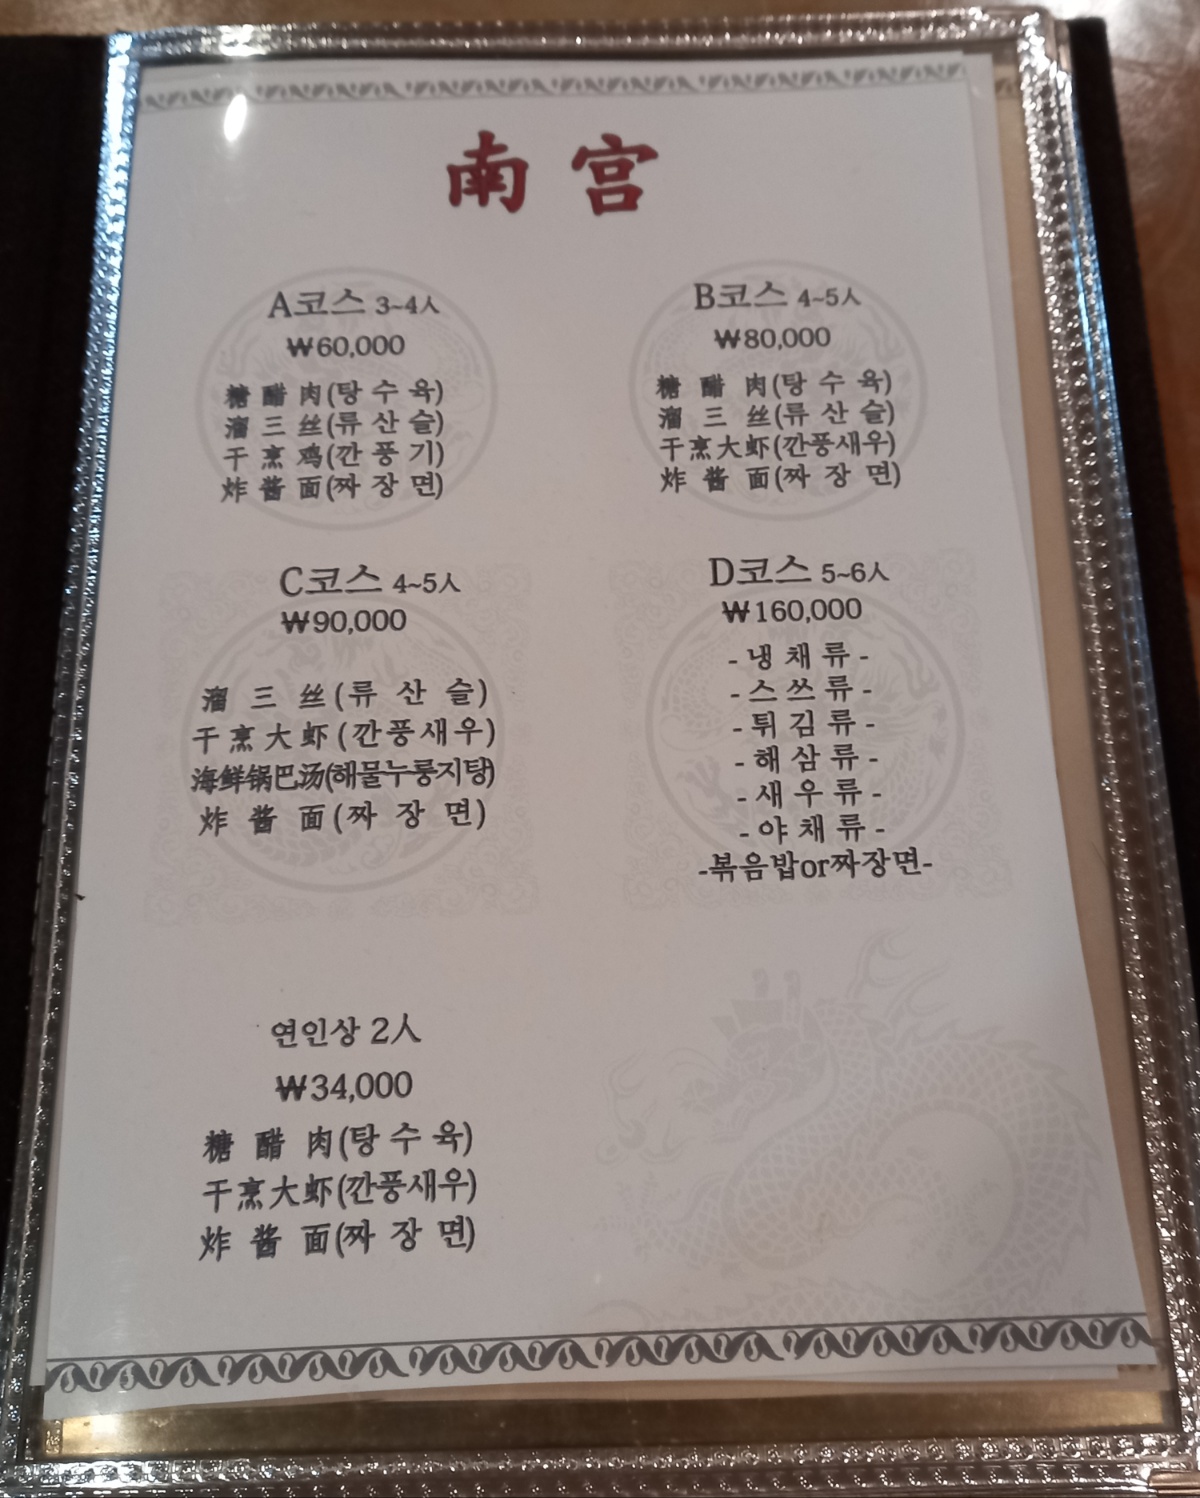 南宫
A코스 3~4人
₩60,000
糖醋肉(탕수육)
溜三丝(류산슬)
干烹鸡(깐풍기)
炸酱面(짜장면)
B코스 4~5人
₩80,000
糖醋肉(탕수육)
溜三丝(류산슬)
干烹大虾(깐풍새우)
炸酱面(짜장면)
C코스 4~5人
₩90,000
溜三丝(류산슬)
干烹大虾(깐풍새우)
海鲜锅巴汤(해물누룽지탕)
炸酱面(짜장면)
D코스 5~6人
₩160,000
-냉채류-
-스쓰류-
-튀김류-
-해삼류-
-새우류-
-야채류-
-볶음밥or짜장면-
연인상 2人
₩34,000
糖醋肉(탕수육)
干烹大虾(깐풍새우)
炸酱面(짜장면)